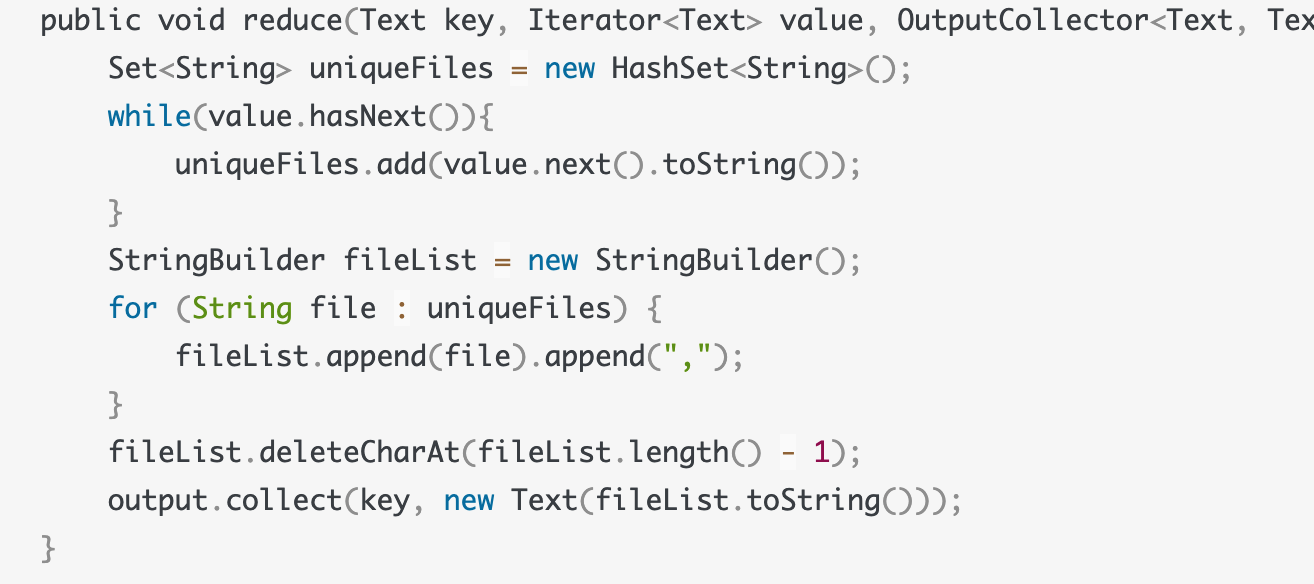 public void reduce(Text key, Iterator<Text> value, OutputCollector<Text, Tex
    Set<String> uniqueFiles = new HashSet<String>();
    while(value.hasNext()){
        uniqueFiles.add(value.next().toString());
    }
    StringBuilder fileList = new StringBuilder();
    for (String file : uniqueFiles) {
        fileList.append(file).append(",");
    }
    fileList.deleteCharAt(fileList.length() - 1);
    output.collect(key, new Text(fileList.toString()));
}